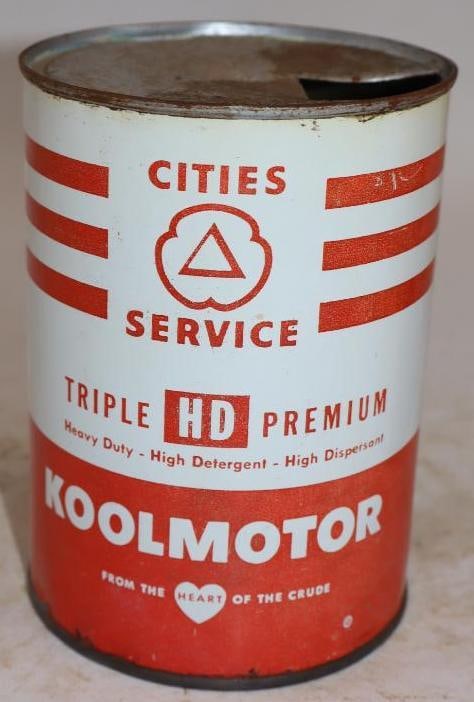 CITIES
SERVICE
TRIPLE HD PREMIUM
Heavy Duty - High Detergent - High Dispersant
KOOLMOTOR
FROM THE HEART OF THE CRUDE